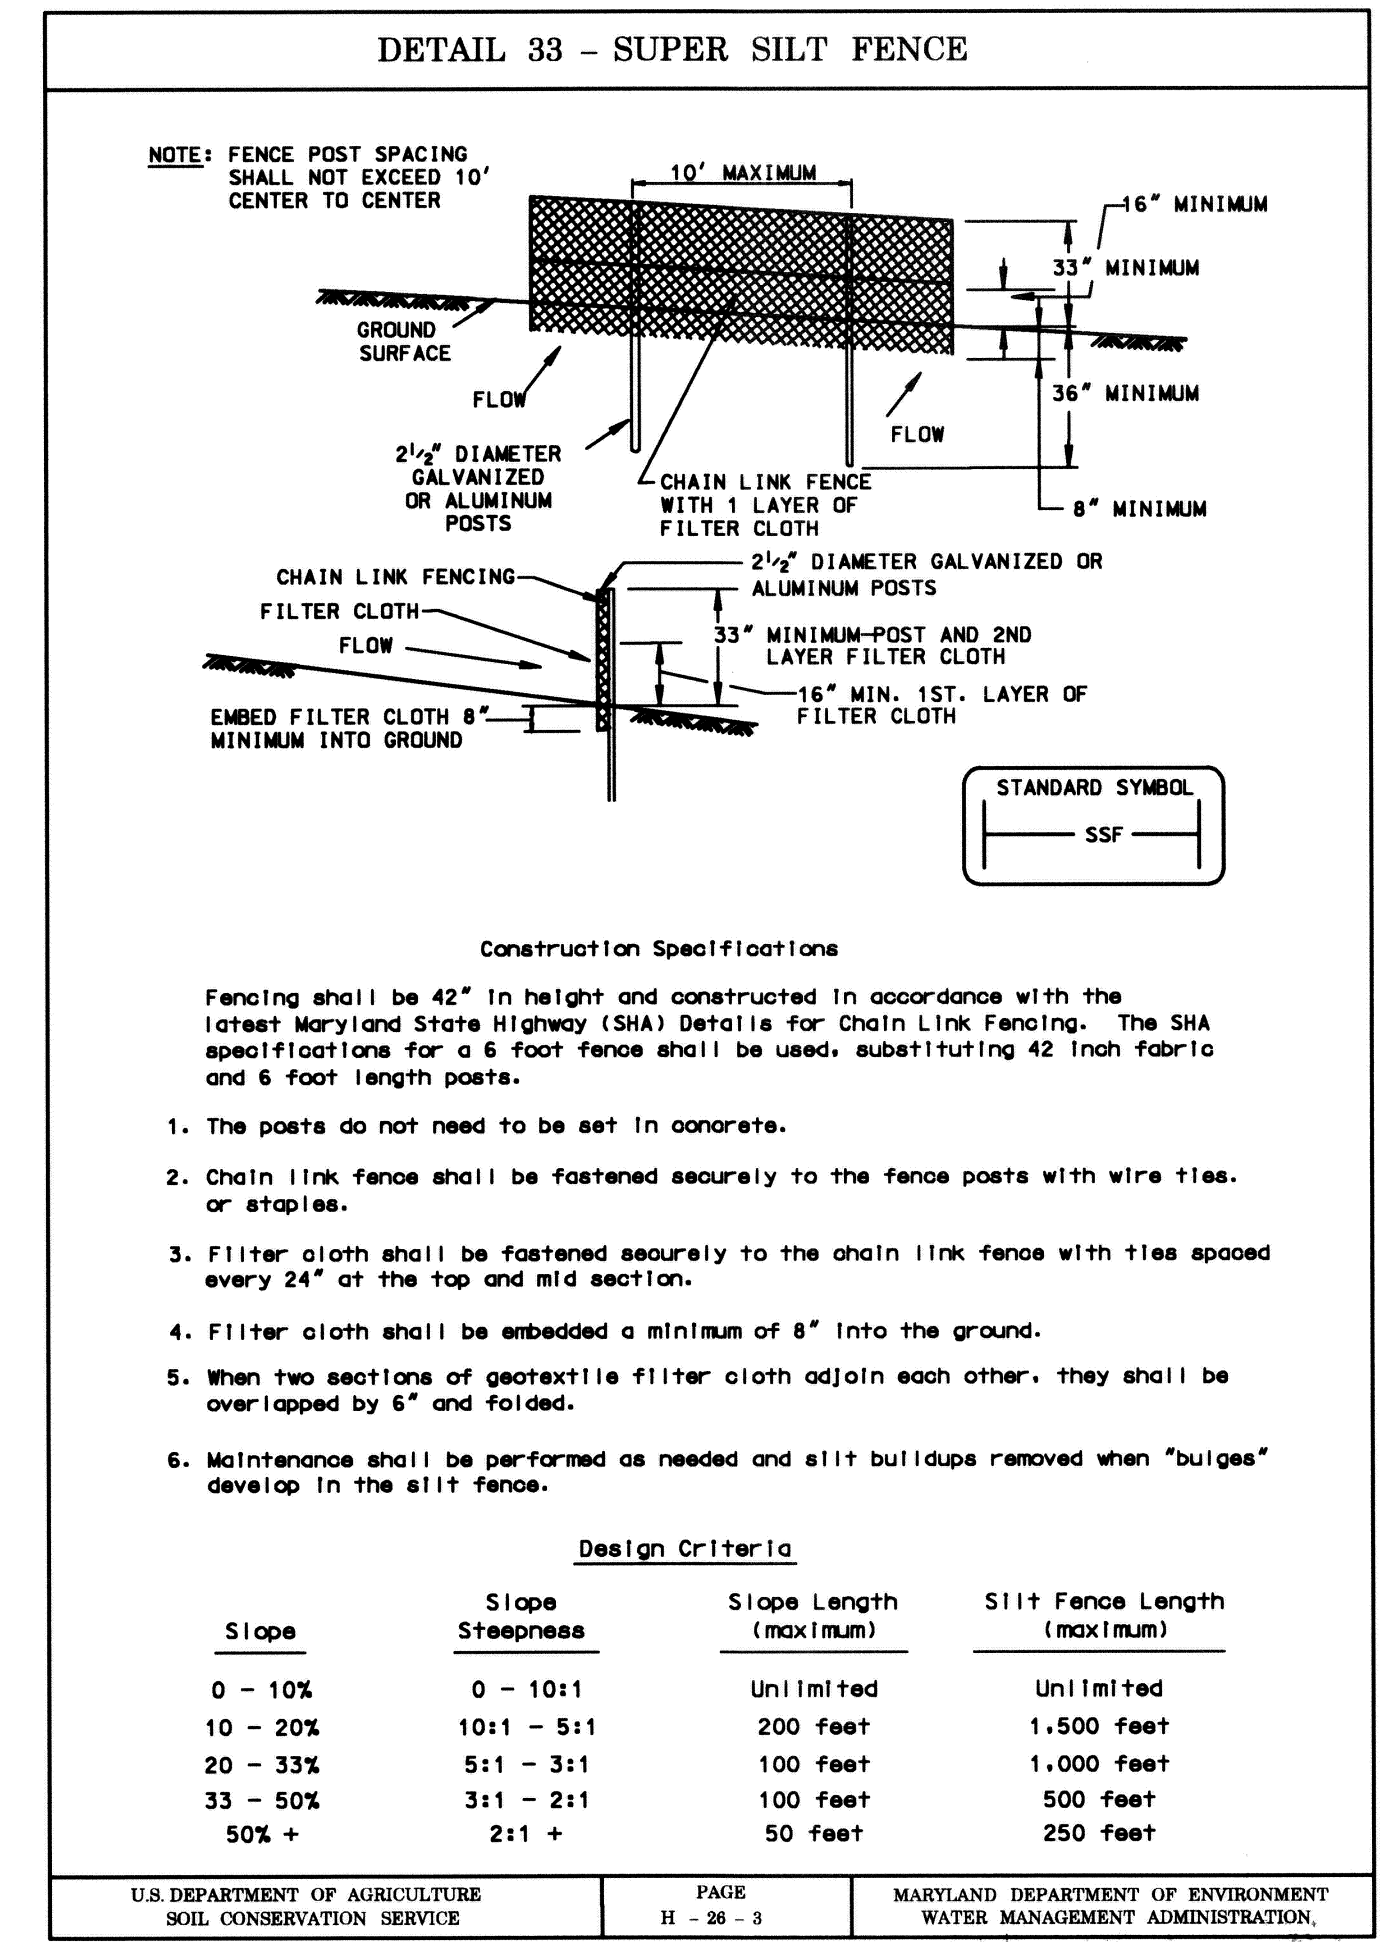 DETAIL 33 – SUPER SILT FENCE
NOTE: FENCE POST SPACING
SHALL NOT EXCEED 10'
CENTER TO CENTER
10' MAXIMUM
16" MINIMUM
33" MINIMUM
GROUND
SURFACE
36" MINIMUM
FLOW
FLOW
2 1/2" DIAMETER
GALVANIZED
OR ALUMINUM
POSTS
CHAIN LINK FENCE
WITH 1 LAYER OF
FILTER CLOTH
8" MINIMUM
2 1/2" DIAMETER GALVANIZED OR
ALUMINUM POSTS
CHAIN LINK FENCING
FILTER CLOTH
FLOW
33" MINIMUM-POST AND 2ND
LAYER FILTER CLOTH
16" MIN. 1ST. LAYER OF
FILTER CLOTH
EMBED FILTER CLOTH 8"
MINIMUM INTO GROUND
STANDARD SYMBOL
SSF
Construction Specifications
Fencing shall be 42" in height and constructed in accordance with the
latest Maryland State Highway (SHA) Details for Chain Link Fencing. The SHA
specifications for a 6 foot fence shall be used, substituting 42 inch fabric
and 6 foot length posts.
1. The posts do not need to be set in concrete.
2. Chain link fence shall be fastened securely to the fence posts with wire ties.
or staples.
3. Filter cloth shall be fastened securely to the chain link fence with ties spaced
every 24" at the top and mid section.
4. Filter cloth shall be embedded a minimum of 8" into the ground.
5. When two sections of geotextile filter cloth adjoin each other, they shall be
overlapped by 6" and folded.
6. Maintenance shall be performed as needed and silt buildups removed when "bulges"
develop in the silt fence.
Design Criteria
Slope Slope Steepness Slope Length (maximum) Silt Fence Length (maximum)
0 - 10% 0 - 10:1 Unlimited Unlimited
10 - 20% 10:1 - 5:1 200 feet 1,500 feet
20 - 33% 5:1 - 3:1 100 feet 1,000 feet
33 - 50% 3:1 - 2:1 100 feet 500 feet
50% + 2:1 + 50 feet 250 feet
U.S. DEPARTMENT OF AGRICULTURE
SOIL CONSERVATION SERVICE
PAGE
H - 26 - 3
MARYLAND DEPARTMENT OF ENVIRONMENT
WATER MANAGEMENT ADMINISTRATION